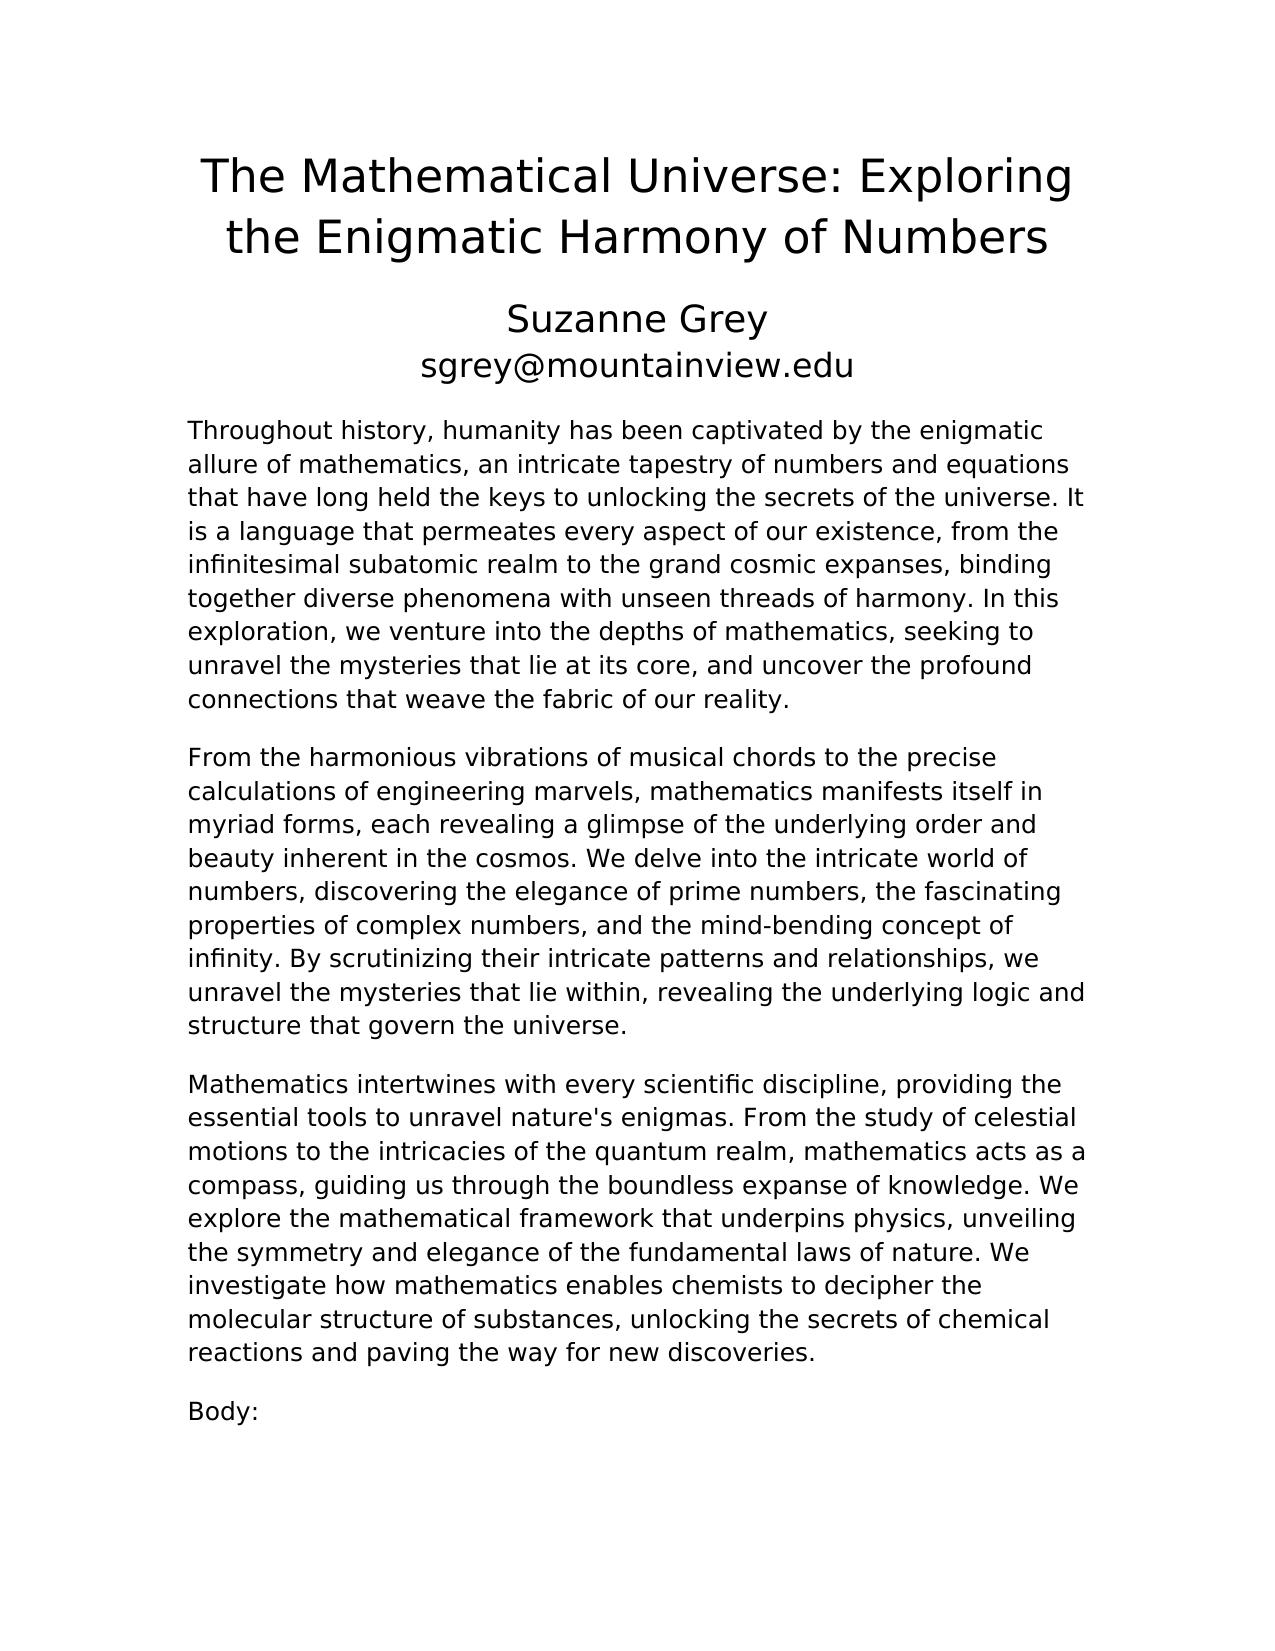 The Mathematical Universe: Exploring
the Enigmatic Harmony of Numbers
Suzanne Grey
sgrey@mountainview.edu
Throughout history, humanity has been captivated by the enigmatic
allure of mathematics, an intricate tapestry of numbers and equations
that have long held the keys to unlocking the secrets of the universe. It
is a language that permeates every aspect of our existence, from the
infinitesimal subatomic realm to the grand cosmic expanses, binding
together diverse phenomena with unseen threads of harmony. In this
exploration, we venture into the depths of mathematics, seeking to
unravel the mysteries that lie at its core, and uncover the profound
connections that weave the fabric of our reality.
From the harmonious vibrations of musical chords to the precise
calculations of engineering marvels, mathematics manifests itself in
myriad forms, each revealing a glimpse of the underlying order and
beauty inherent in the cosmos. We delve into the intricate world of
numbers, discovering the elegance of prime numbers, the fascinating
properties of complex numbers, and the mind-bending concept of
infinity. By scrutinizing their intricate patterns and relationships, we
unravel the mysteries that lie within, revealing the underlying logic and
structure that govern the universe.
Mathematics intertwines with every scientific discipline, providing the
essential tools to unravel nature's enigmas. From the study of celestial
motions to the intricacies of the quantum realm, mathematics acts as a
compass, guiding us through the boundless expanse of knowledge. We
explore the mathematical framework that underpins physics, unveiling
the symmetry and elegance of the fundamental laws of nature. We
investigate how mathematics enables chemists to decipher the
molecular structure of substances, unlocking the secrets of chemical
reactions and paving the way for new discoveries.
Body: